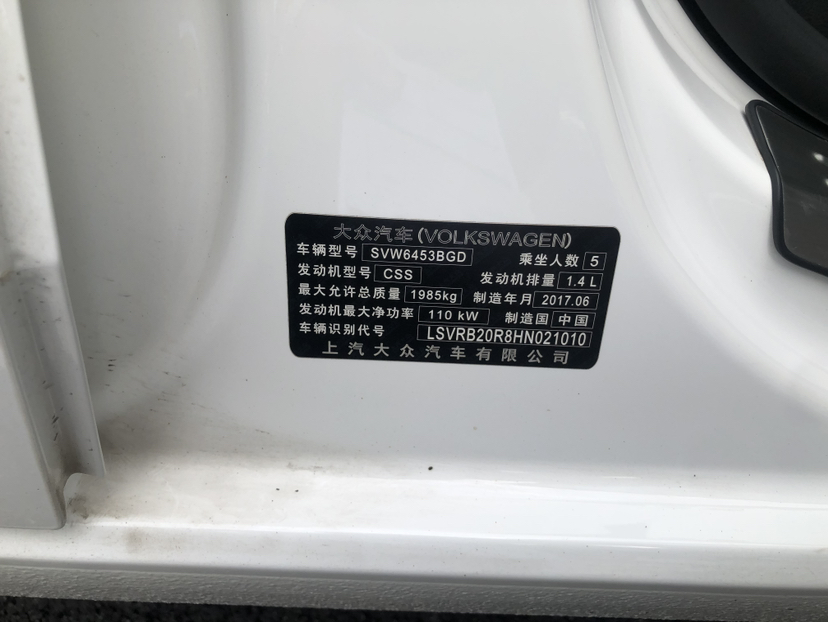 大众汽车(VOLKSWAGEN)
车辆型号 SVW6453BGD 乘坐人数 5
发动机型号 CSS 发动机排量 1.4 L
最大允许总质量 1985kg 制造年月 2017.06
发动机最大净功率 110 kW 制造国 中国
车辆识别代号 LSVRB20R8HN021010
上汽大众汽车有限公司